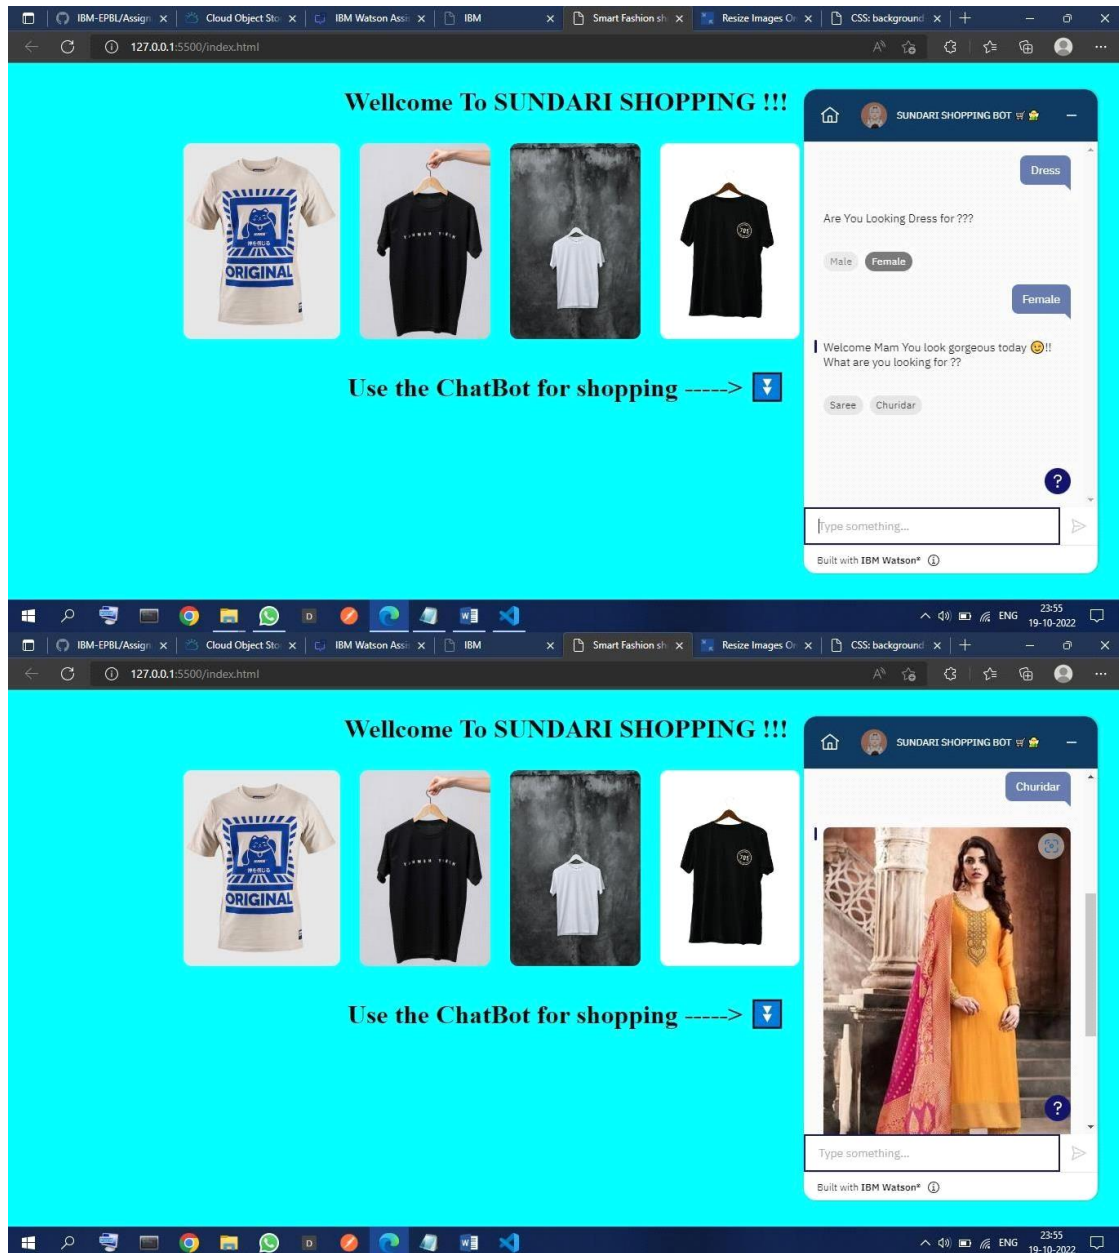 IBM-EPBL/Assign
Cloud Object Sto
IBM Watson Assi
IBM
Smart Fashion sh
Resize Images On
CSS: background
127.0.0.1:5500/index.html
Wellcome To SUNDARI SHOPPING !!!
ORIGINAL
Use the ChatBot for shopping ----->
SUNDARI SHOPPING BOT
Dress
Are You Looking Dress for ???
Male Female
Female
Welcome Mam You look gorgeous today 😉!!
What are you looking for ??
Saree Churidar
?
Type something...
Built with IBM Watson®
ENG
23:55
19-10-2022
IBM-EPBL/Assign
Cloud Object Sto
IBM Watson Assi
IBM
Smart Fashion sh
Resize Images On
CSS: background
127.0.0.1:5500/index.html
Wellcome To SUNDARI SHOPPING !!!
ORIGINAL
Use the ChatBot for shopping ----->
SUNDARI SHOPPING BOT
Churidar
?
Type something...
Built with IBM Watson®
ENG
23:55
19-10-2022